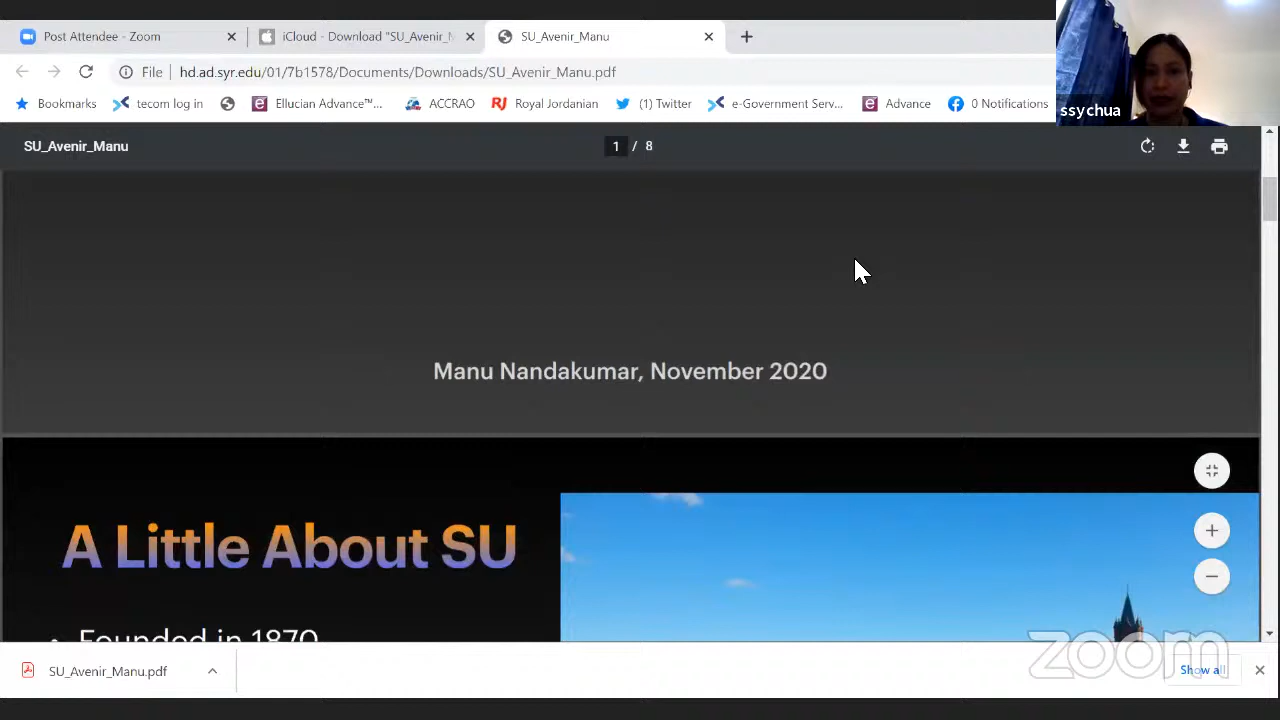 Post Attendee - Zoom
iCloud - Download "SU_Avenir_M
SU_Avenir_Manu
File
hd.ad.syr.edu/01/7b1578/Documents/Downloads/SU_Avenir_Manu.pdf
Bookmarks tecom log in Ellucian Advance™... ACCRAO Royal Jordanian (1) Twitter e-Government Serv... Advance 0 Notifications
ssychua
SU_Avenir_Manu
1 / 8
Manu Nandakumar, November 2020
A Little About SU
• Founded in 1870
zoom
SU_Avenir_Manu.pdf
Show all